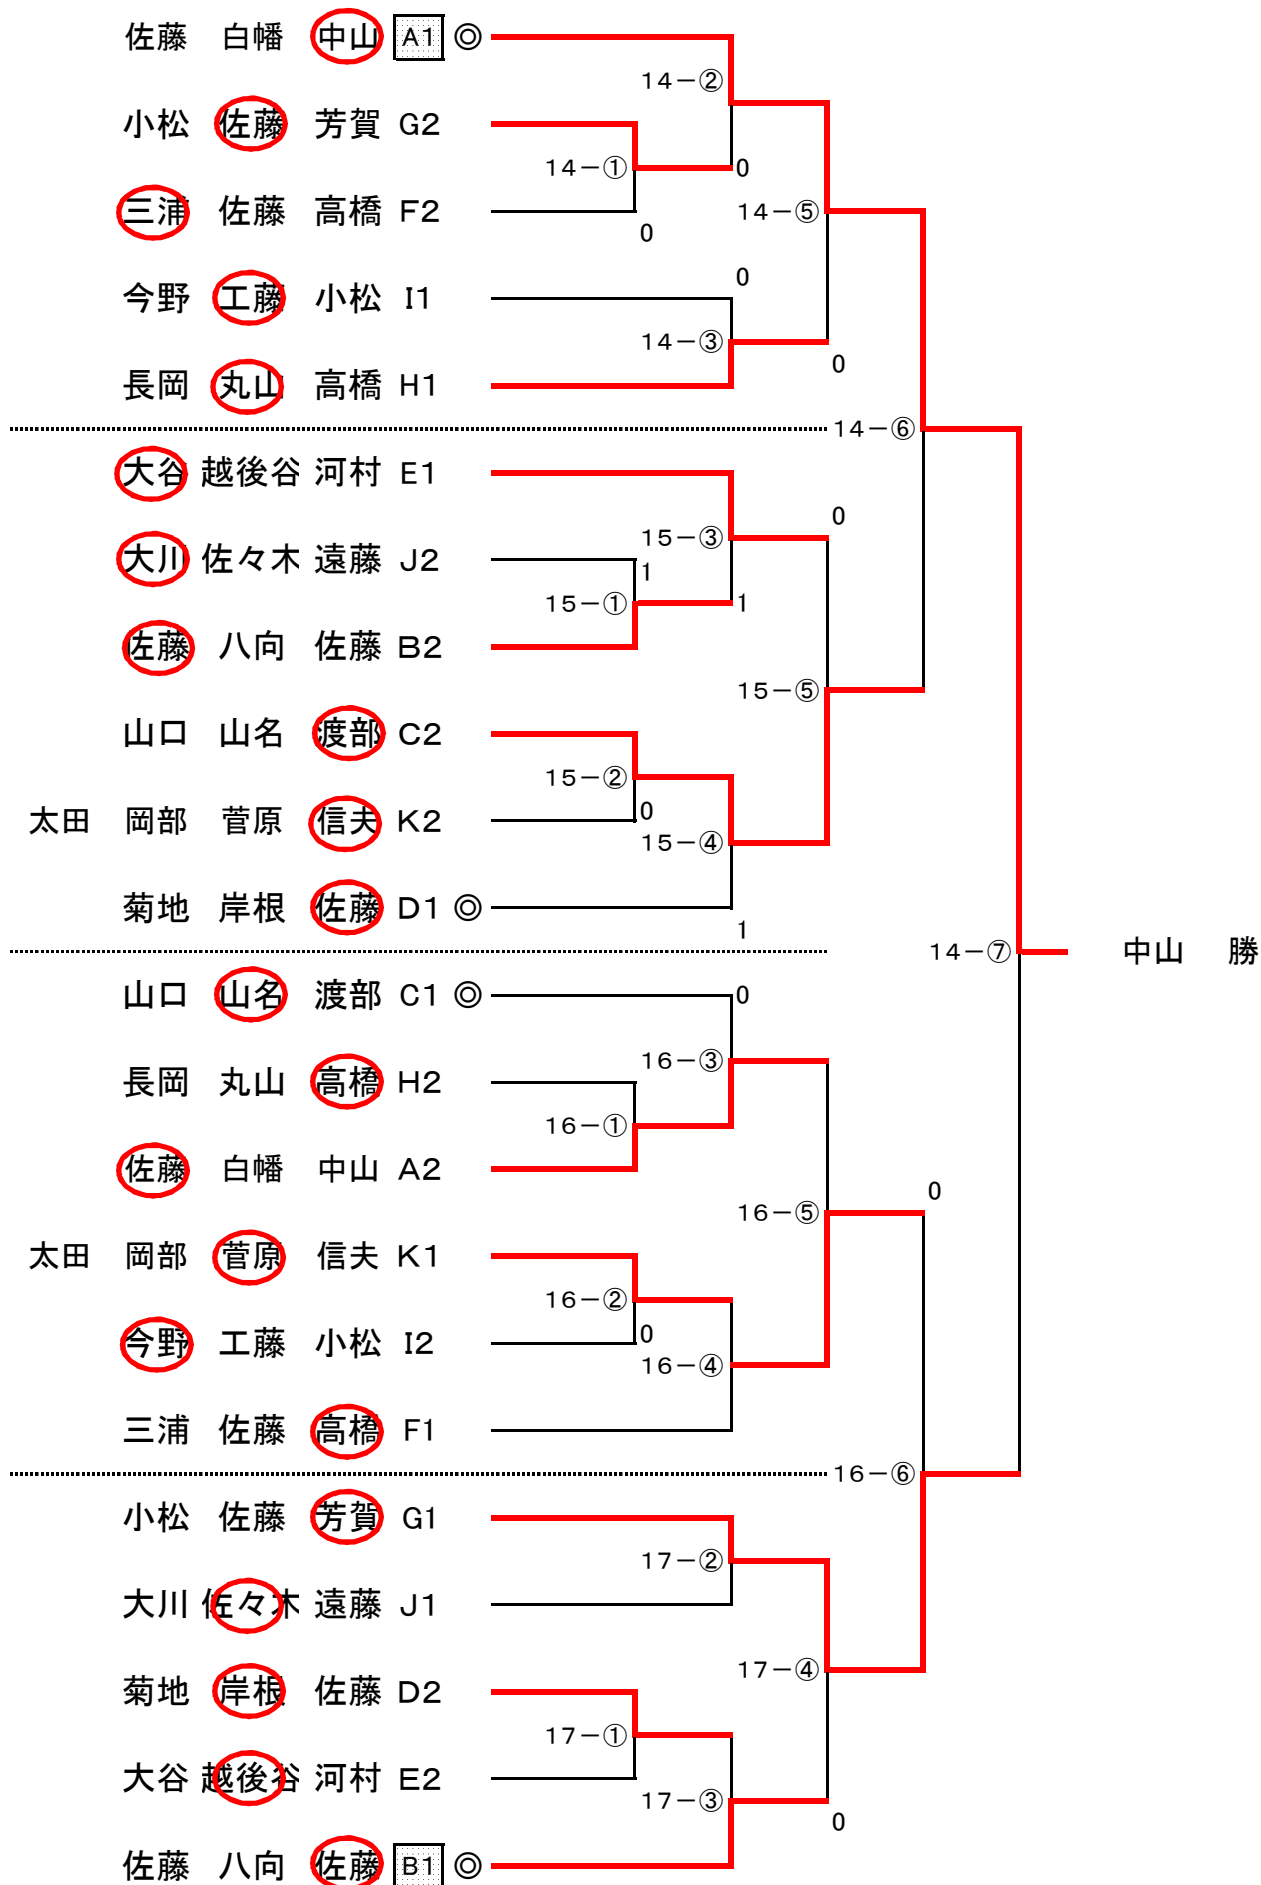 佐藤 白幡 中山 A1 ◎
14－②
小松 佐藤 芳賀 G2
14－① 0
三浦 佐藤 高橋 F2 14－⑤
0
0
今野 工藤 小松 I1
14－③
0
長岡 丸山 高橋 H1
14－⑥
大谷 越後谷 河村 E1
0
15－③
大川 佐々木 遠藤 J2
1
15－① 1
佐藤 八向 佐藤 B2
15－⑤
山口 山名 渡部 C2
15－②
0
太田 岡部 菅原 信夫 K2
15－④
菊地 岸根 佐藤 D1 ◎
1
14－⑦ 中山 勝
山口 山名 渡部 C1 ◎ 0
16－③
長岡 丸山 高橋 H2
16－①
佐藤 白幡 中山 A2
0
16－⑤
太田 岡部 菅原 信夫 K1
16－②
0
今野 工藤 小松 I2
16－④
三浦 佐藤 高橋 F1
16－⑥
小松 佐藤 芳賀 G1
17－②
大川 佐々木 遠藤 J1
17－④
菊地 岸根 佐藤 D2
17－①
大谷 越後谷 河村 E2
17－③
0
佐藤 八向 佐藤 B1 ◎